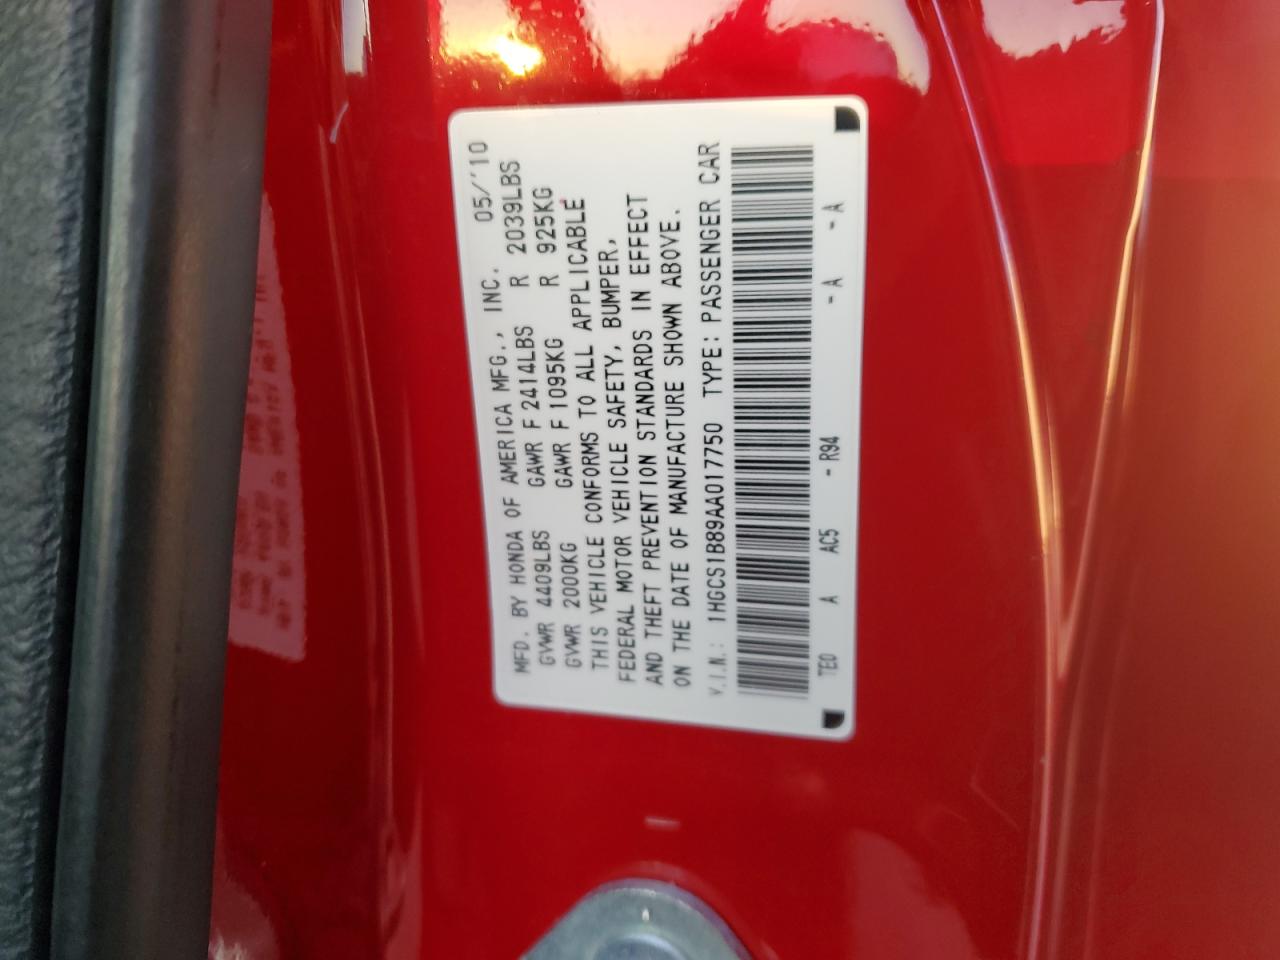 MFD. BY HONDA OF AMERICA MFG., INC. 05/'10
GVWR 4409LBS GAWR F 2414LBS R 2039LBS
GVWR 2000KG GAWR F 1095KG R 925KG
THIS VEHICLE CONFORMS TO ALL APPLICABLE
FEDERAL MOTOR VEHICLE SAFETY, BUMPER,
AND THEFT PREVENTION STANDARDS IN EFFECT
ON THE DATE OF MANUFACTURE SHOWN ABOVE.
V.I.N.: 1HGCS1B89AA017750 TYPE: PASSENGER CAR
TE0 A AC5 - R94 - A - A